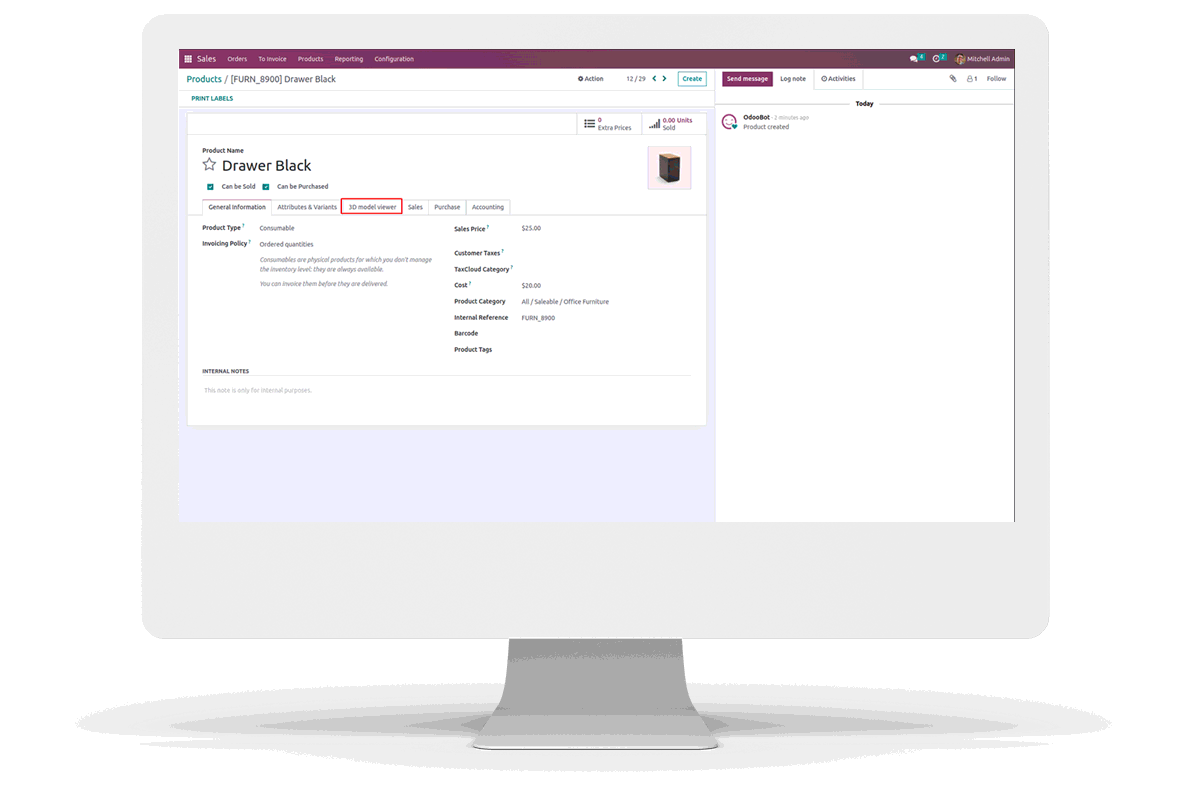 Sales Orders To Invoice Products Reporting Configuration 4 2 Mitchell Admin
Products / [FURN_8900] Drawer Black Action 12 / 29 Create Send message Log note Activities 1 Follow
PRINT LABELS
Today
0 Extra Prices
0.00 Units Sold
OdooBot - 2 minutes ago
Product created
Product Name
Drawer Black
Can be Sold Can be Purchased
General Information Attributes & Variants 3D model viewer Sales Purchase Accounting
Product Type ? Consumable
Invoicing Policy ? Ordered quantities
Consumables are physical products for which you don't manage
the inventory level: they are always available.
You can invoice them before they are delivered.
Sales Price ? $25.00
Customer Taxes ?
TaxCloud Category ?
Cost ? $20.00
Product Category All / Saleable / Office Furniture
Internal Reference FURN_8900
Barcode
Product Tags
INTERNAL NOTES
This note is only for internal purposes.